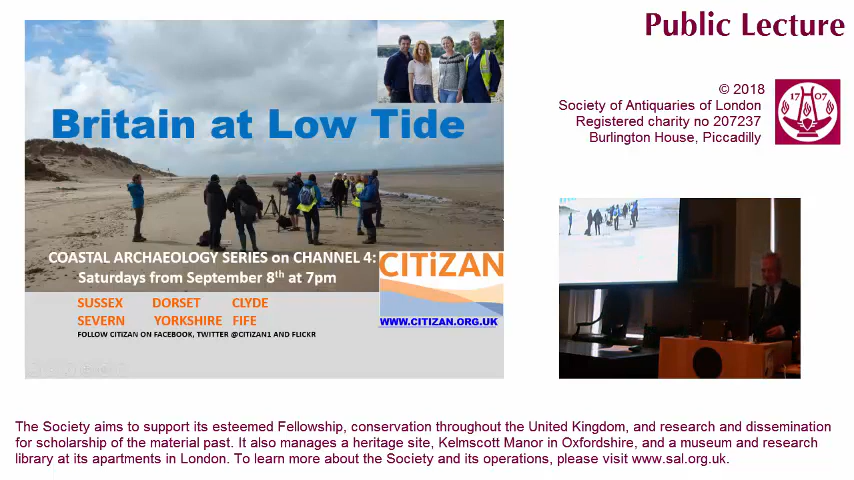 Public Lecture
© 2018
Society of Antiquaries of London
Registered charity no 207237
Burlington House, Piccadilly
1707
Britain at Low Tide
COASTAL ARCHAEOLOGY SERIES on CHANNEL 4:
Saturdays from September 8th at 7pm
SUSSEX DORSET CLYDE
SEVERN YORKSHIRE FIFE
FOLLOW CITIZAN ON FACEBOOK, TWITTER @CITIZAN1 AND FLICKR
CITiZAN
WWW.CITIZAN.ORG.UK
The Society aims to support its esteemed Fellowship, conservation throughout the United Kingdom, and research and dissemination
for scholarship of the material past. It also manages a heritage site, Kelmscott Manor in Oxfordshire, and a museum and research
library at its apartments in London. To learn more about the Society and its operations, please visit www.sal.org.uk.